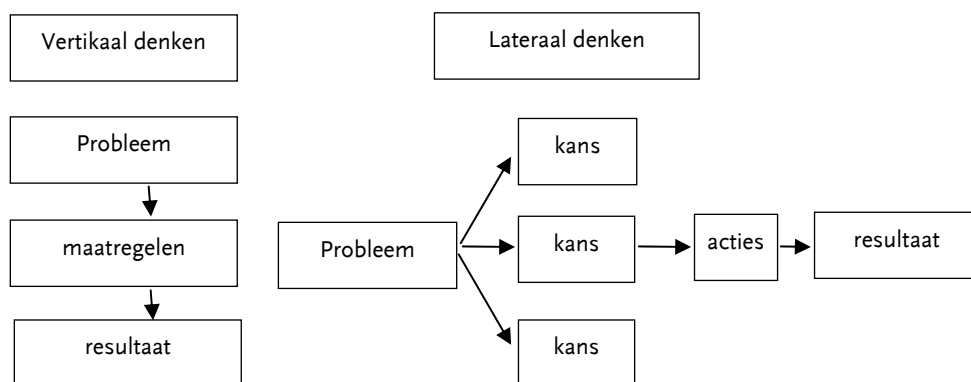 Vertikaal denken
Lateraal denken
Probleem
maatregelen
resultaat
Probleem
kans
kans
kans
acties
resultaat